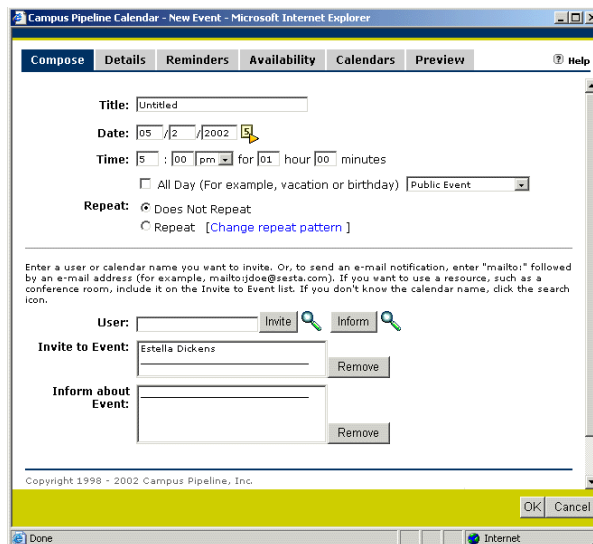 Campus Pipeline Calendar - New Event - Microsoft Internet Explorer
Compose Details Reminders Availability Calendars Preview ? Help
Title: Untitled
Date: 05 / 2 / 2002 5
Time: 5 : 00 pm for 01 hour 00 minutes
All Day (For example, vacation or birthday) Public Event
Repeat: Does Not Repeat
Repeat [Change repeat pattern ]
Enter a user or calendar name you want to invite. Or, to send an e-mail notification, enter "mailto:" followed
by an e-mail address (for example, mailto:jdoe@sesta.com). If you want to use a resource, such as a
conference room, include it on the Invite to Event list. If you don't know the calendar name, click the search
icon.
User: Invite Inform
Invite to Event: Estella Dickens
Remove
Inform about
Event:
Remove
Copyright 1998 - 2002 Campus Pipeline, Inc.
OK Cancel
Done Internet